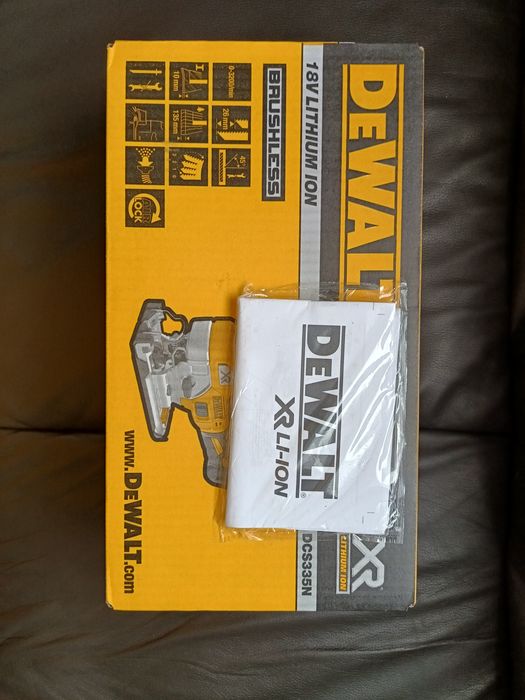 DEWALT
18V LITHIUM ION
BRUSHLESS
0-3200/min
10 mm
26 mm
135 mm
45°
LOCK
DEWALT®
XR LI-ION
XR
LITHIUM ION
DCS335N
www.DEWALT.com